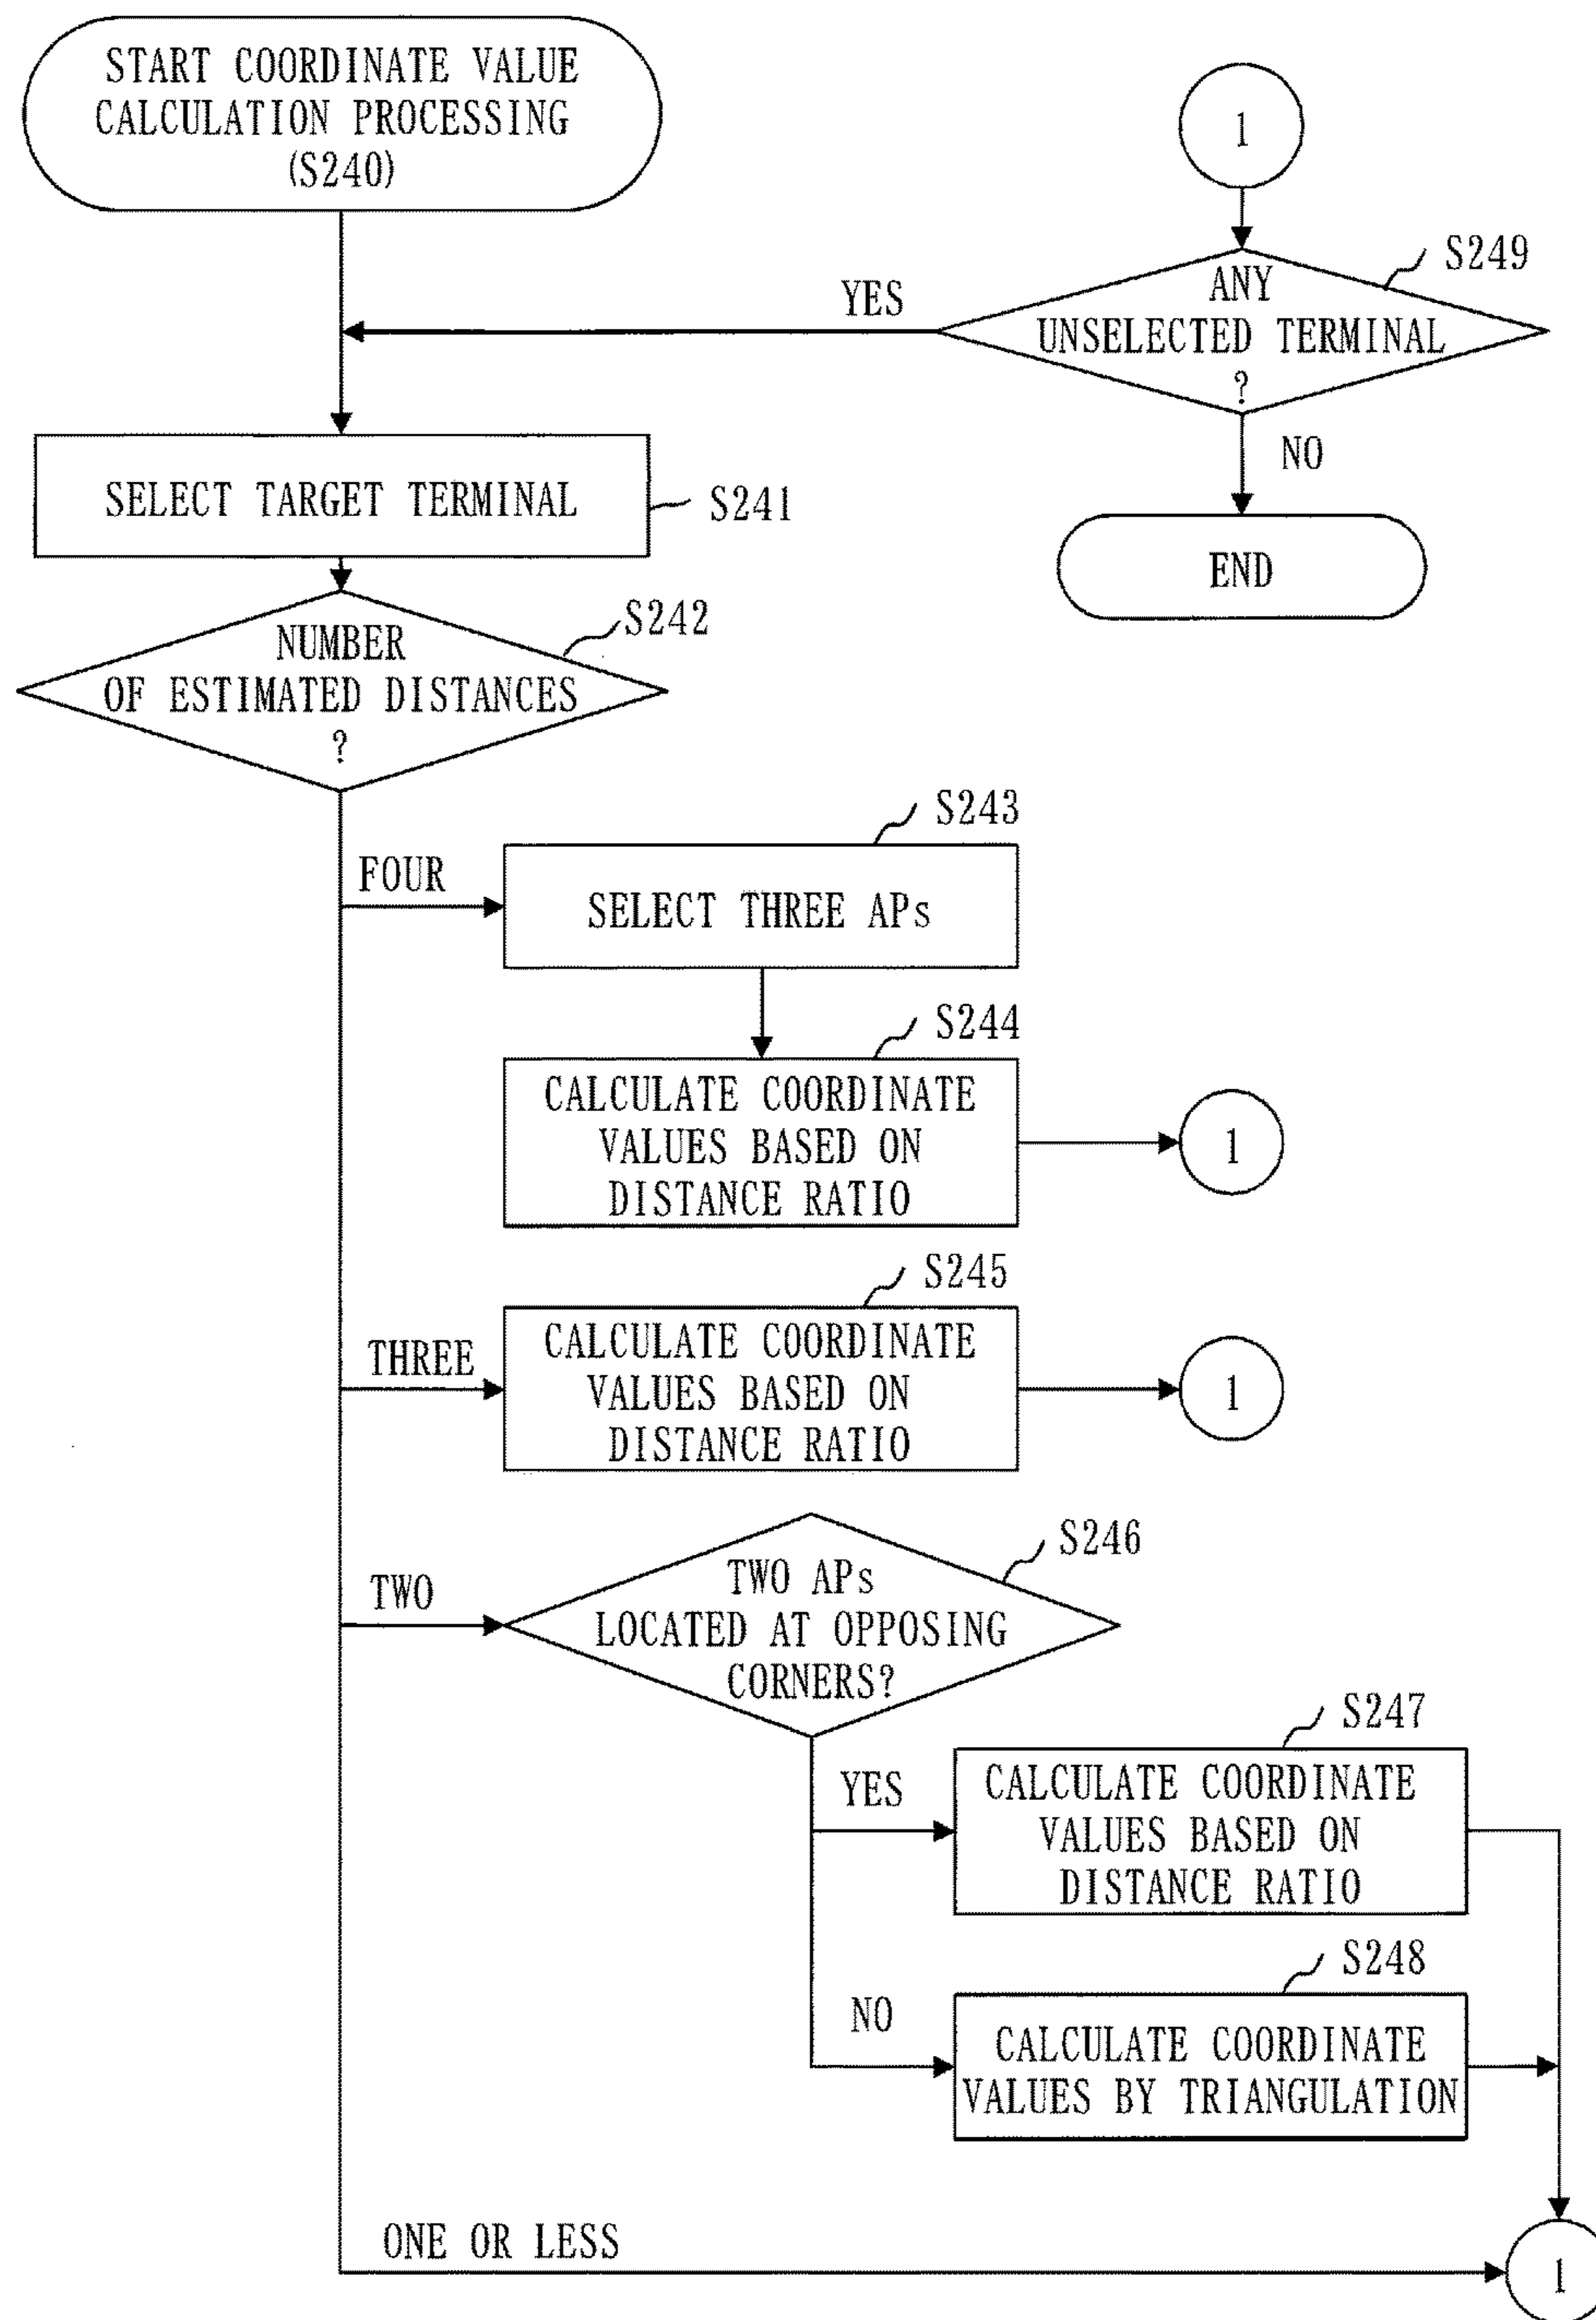 START COORDINATE VALUE
CALCULATION PROCESSING
(S240)
1
S249
ANY
UNSELECTED TERMINAL
?
YES
NO
END
SELECT TARGET TERMINAL
S241
S242
NUMBER
OF ESTIMATED DISTANCES
?
S243
FOUR
SELECT THREE APs
S244
CALCULATE COORDINATE
VALUES BASED ON
DISTANCE RATIO
1
S245
THREE
CALCULATE COORDINATE
VALUES BASED ON
DISTANCE RATIO
1
S246
TWO
TWO APs
LOCATED AT OPPOSING
CORNERS?
S247
YES
CALCULATE COORDINATE
VALUES BASED ON
DISTANCE RATIO
S248
NO
CALCULATE COORDINATE
VALUES BY TRIANGULATION
ONE OR LESS
1